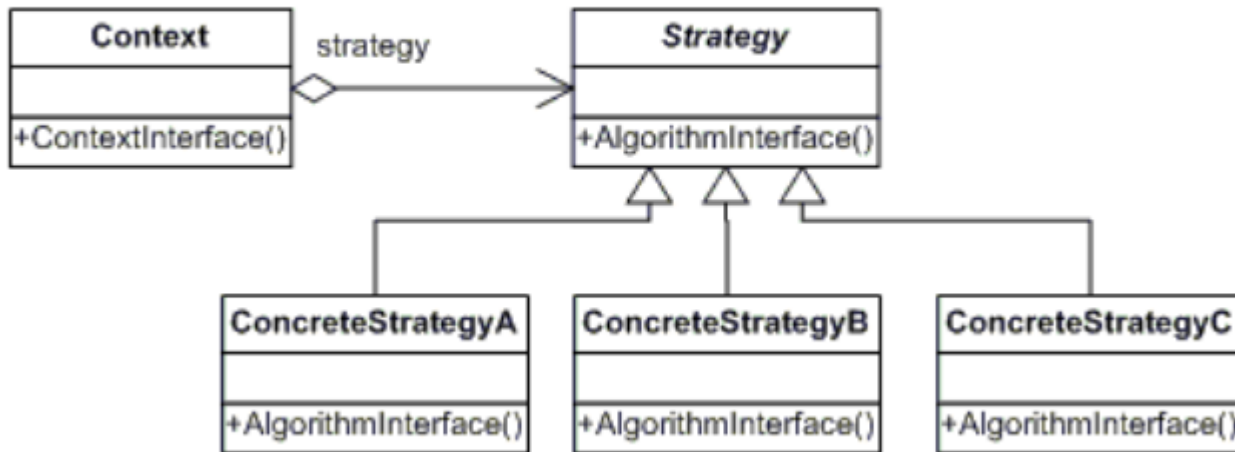 Context
strategy
Strategy
+ContextInterface()
+AlgorithmInterface()
ConcreteStrategyA
ConcreteStrategyB
ConcreteStrategyC
+AlgorithmInterface()
+AlgorithmInterface()
+AlgorithmInterface()